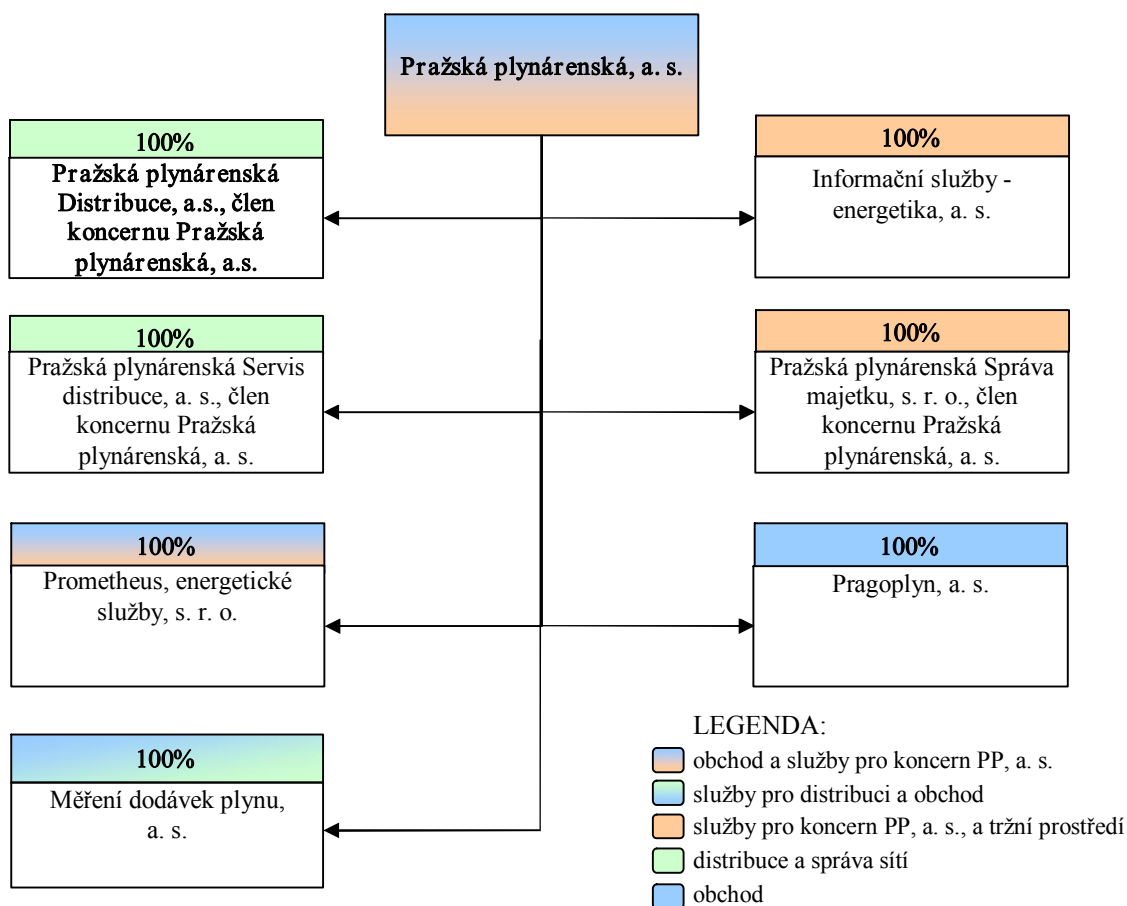 Pražská plynárenská, a. s.
100%
Pražská plynárenská
Distribuce, a.s., člen
koncernu Pražská
plynárenská, a.s.
100%
Informační služby -
energetika, a. s.
100%
Pražská plynárenská Servis
distribuce, a. s., člen
koncernu Pražská
plynárenská, a. s.
100%
Pražská plynárenská Správa
majetku, s. r. o., člen
koncernu Pražská
plynárenská, a. s.
100%
Prometheus, energetické
služby, s. r. o.
100%
Pragoplyn, a. s.
100%
Měření dodávek plynu,
a. s.
LEGENDA:
obchod a služby pro koncern PP, a. s.
služby pro distribuci a obchod
služby pro koncern PP, a. s., a tržní prostředí
distribuce a správa sítí
obchod